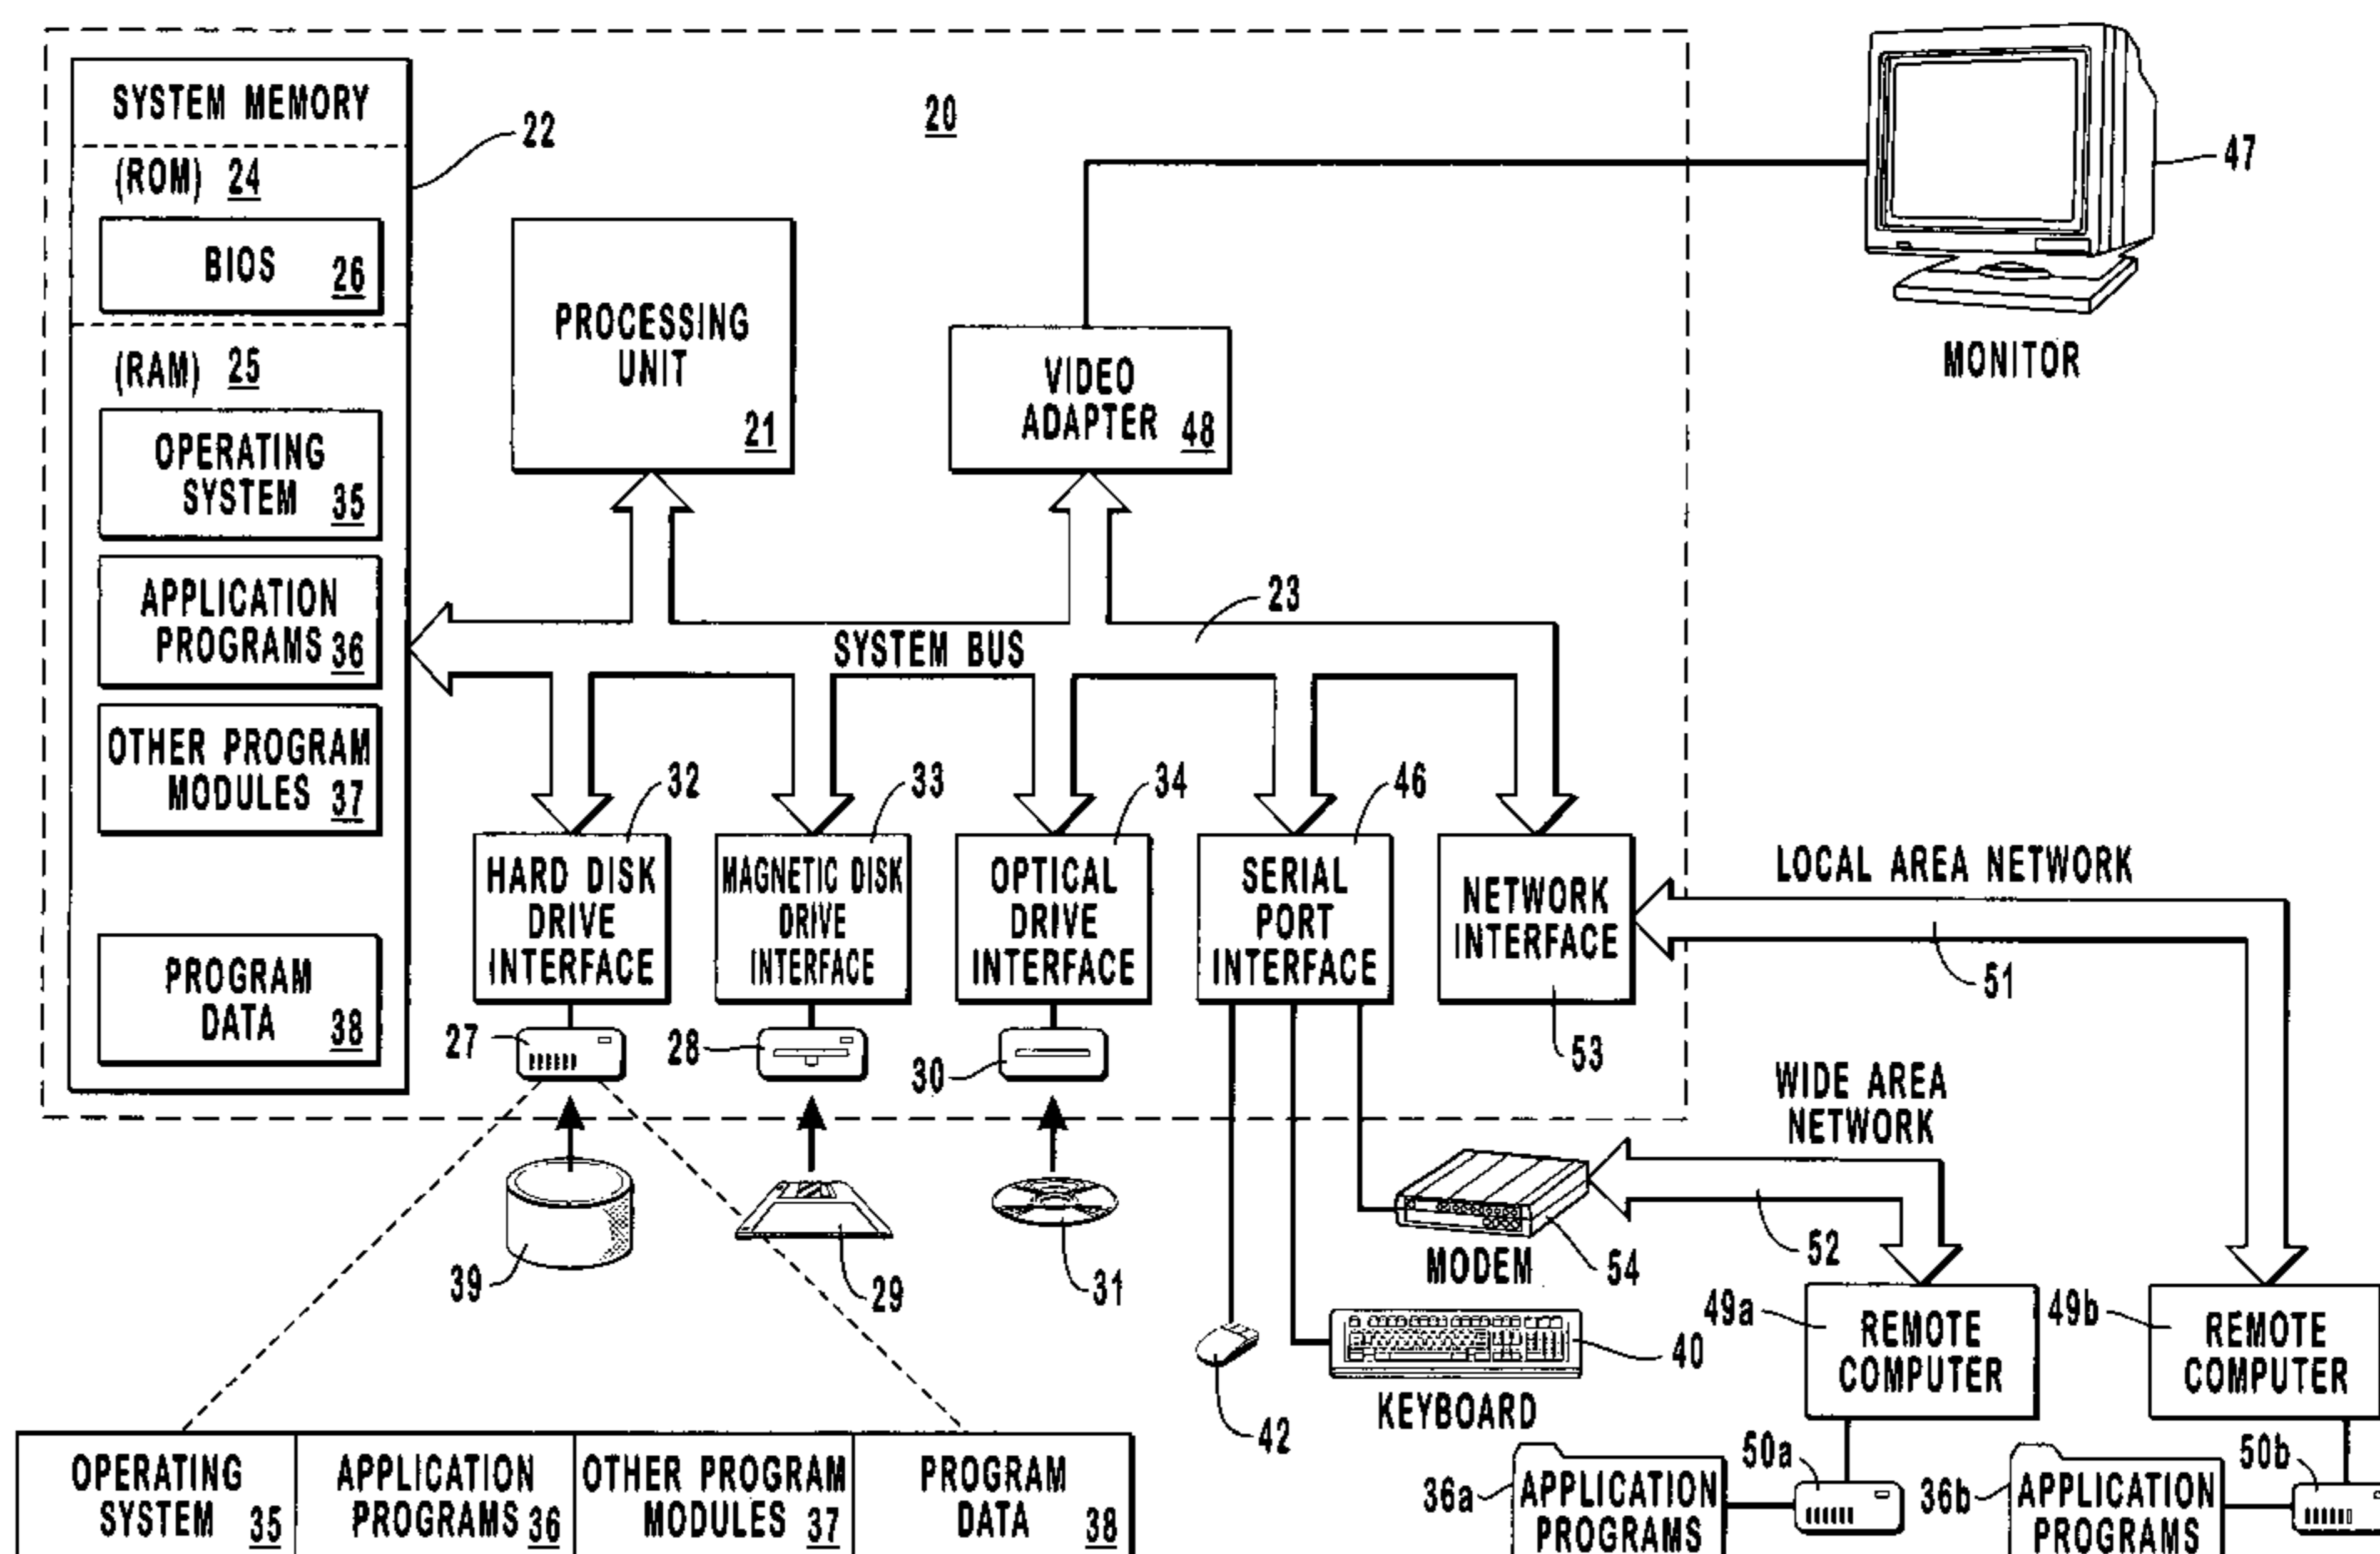 SYSTEM MEMORY
(ROM) 24
BIOS
26
22
20
47
MONITOR
PROCESSING
UNIT
21
VIDEO
ADAPTER 48
(RAM) 25
OPERATING
SYSTEM 35
APPLICATION
PROGRAMS 36
OTHER PROGRAM
MODULES 37
PROGRAM
DATA 38
23
SYSTEM BUS
32
33
34
46
HARD DISK
DRIVE
INTERFACE
MAGNETIC DISK
DRIVE
INTERFACE
OPTICAL
DRIVE
INTERFACE
SERIAL
PORT
INTERFACE
NETWORK
INTERFACE
53
LOCAL AREA NETWORK
51
27
28
30
WIDE AREA
NETWORK
52
39
29
31
MODEM
54
42
40
KEYBOARD
49a
REMOTE
COMPUTER
49b
REMOTE
COMPUTER
OPERATING
SYSTEM 35
APPLICATION
PROGRAMS 36
OTHER PROGRAM
MODULES 37
PROGRAM
DATA 38
36a
APPLICATION
PROGRAMS
50a
36b
APPLICATION
PROGRAMS
50b